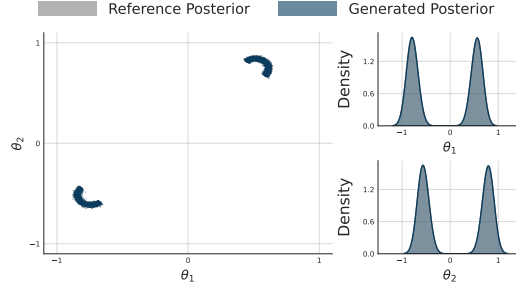 Reference Posterior
Generated Posterior
1
0
−1
θ2
−1
0
1
θ1
Density
1.2
0.6
0.0
−1
0
1
θ1
Density
1.2
0.6
0.0
−1
0
1
θ2